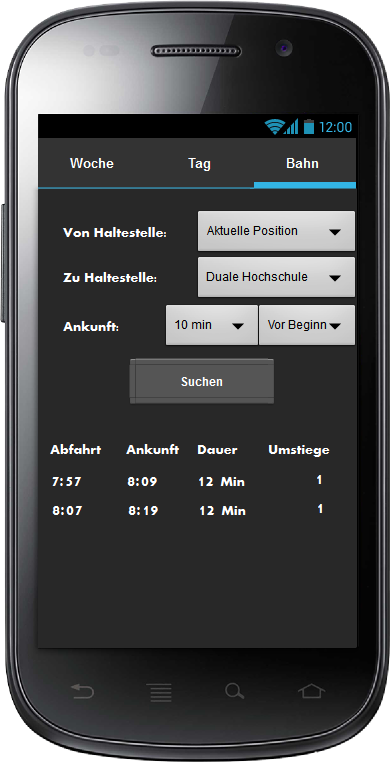 12:00
Woche Tag Bahn
Von Haltestelle: Aktuelle Position
Zu Haltestelle: Duale Hochschule
Ankunft: 10 min Vor Beginn
Suchen
Abfahrt Ankunft Dauer Umstiege
7:57 8:09 12 Min 1
8:07 8:19 12 Min 1